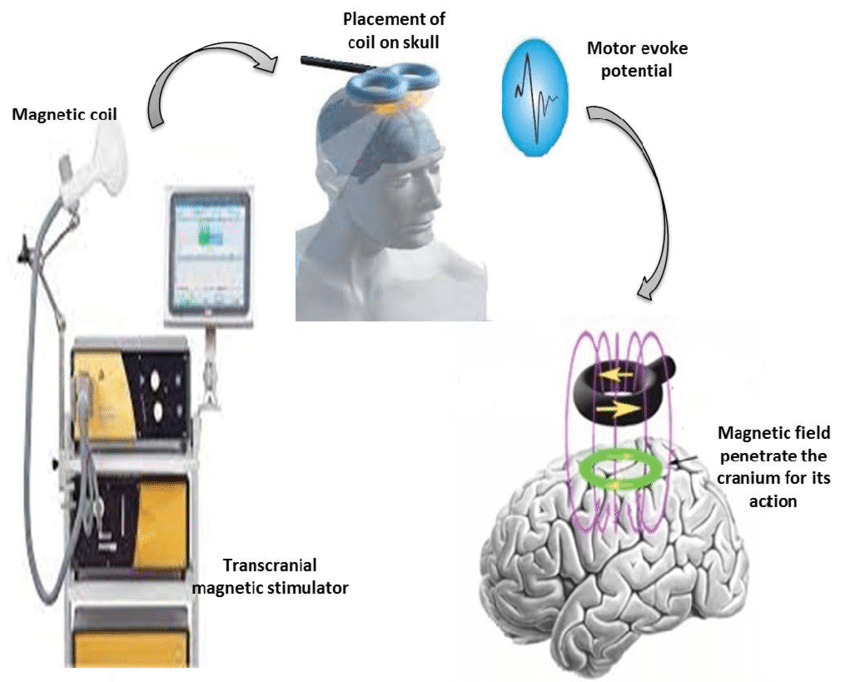 Placement of
coil on skull
Motor evoke
potential
Magnetic coil
Magnetic field
penetrate the
cranium for its
action
Transcranial
magnetic stimulator